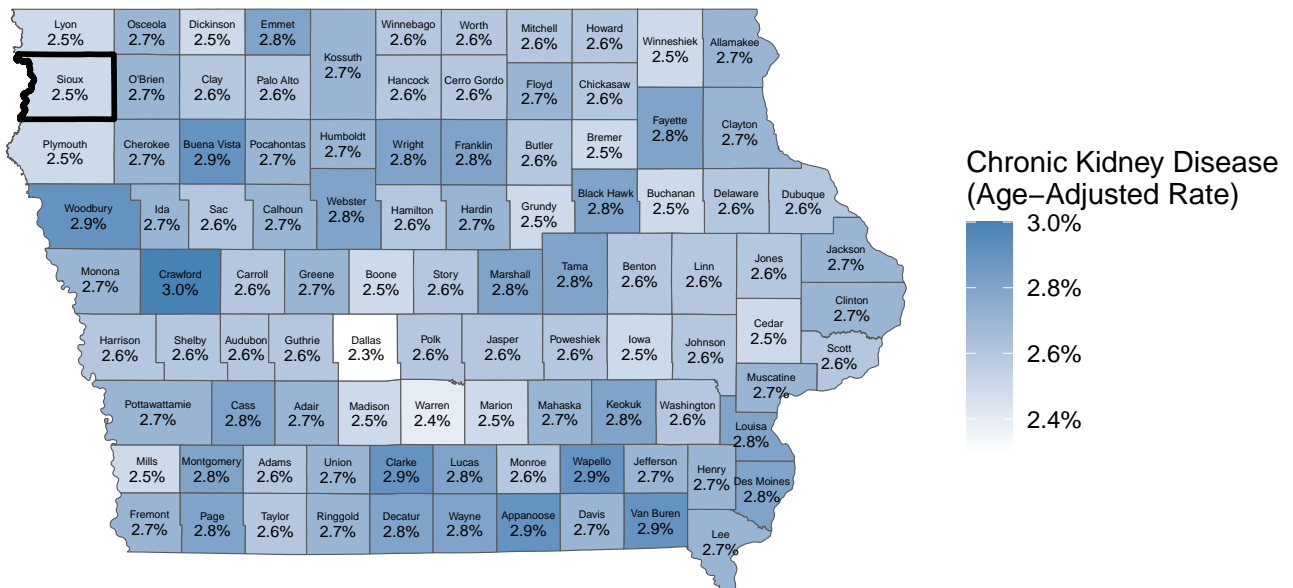 Lyon
2.5%
Osceola
2.7%
Dickinson
2.5%
Emmet
2.8%
Kossuth
2.7%
Winnebago
2.6%
Worth
2.6%
Mitchell
2.6%
Howard
2.6%
Winneshiek
2.5%
Allamakee
2.7%
Sioux
2.5%
O'Brien
2.7%
Clay
2.6%
Palo Alto
2.6%
Hancock
2.6%
Cerro Gordo
2.6%
Floyd
2.7%
Chickasaw
2.6%
Fayette
2.8%
Clayton
2.7%
Plymouth
2.5%
Cherokee
2.7%
Buena Vista
2.9%
Pocahontas
2.7%
Humboldt
2.7%
Wright
2.8%
Franklin
2.8%
Butler
2.6%
Bremer
2.5%
Woodbury
2.9%
Ida
2.7%
Sac
2.6%
Calhoun
2.7%
Webster
2.8%
Hamilton
2.6%
Hardin
2.7%
Grundy
2.5%
Black Hawk
2.8%
Buchanan
2.5%
Delaware
2.6%
Dubuque
2.6%
Monona
2.7%
Crawford
3.0%
Carroll
2.6%
Greene
2.7%
Boone
2.5%
Story
2.6%
Marshall
2.8%
Tama
2.8%
Benton
2.6%
Linn
2.6%
Jones
2.6%
Jackson
2.7%
Clinton
2.7%
Harrison
2.6%
Shelby
2.6%
Audubon
2.6%
Guthrie
2.6%
Dallas
2.3%
Polk
2.6%
Jasper
2.6%
Poweshiek
2.6%
Iowa
2.5%
Johnson
2.6%
Cedar
2.5%
Scott
2.6%
Muscatine
2.7%
Pottawattamie
2.7%
Cass
2.8%
Adair
2.7%
Madison
2.5%
Warren
2.4%
Marion
2.5%
Mahaska
2.7%
Keokuk
2.8%
Washington
2.6%
Louisa
2.8%
Mills
2.5%
Montgomery
2.8%
Adams
2.6%
Union
2.7%
Clarke
2.9%
Lucas
2.8%
Monroe
2.6%
Wapello
2.9%
Jefferson
2.7%
Henry
2.7%
Des Moines
2.8%
Fremont
2.7%
Page
2.8%
Taylor
2.6%
Ringgold
2.7%
Decatur
2.8%
Wayne
2.8%
Appanoose
2.9%
Davis
2.7%
Van Buren
2.9%
Lee
2.7%
Chronic Kidney Disease
(Age−Adjusted Rate)
3.0%
2.8%
2.6%
2.4%